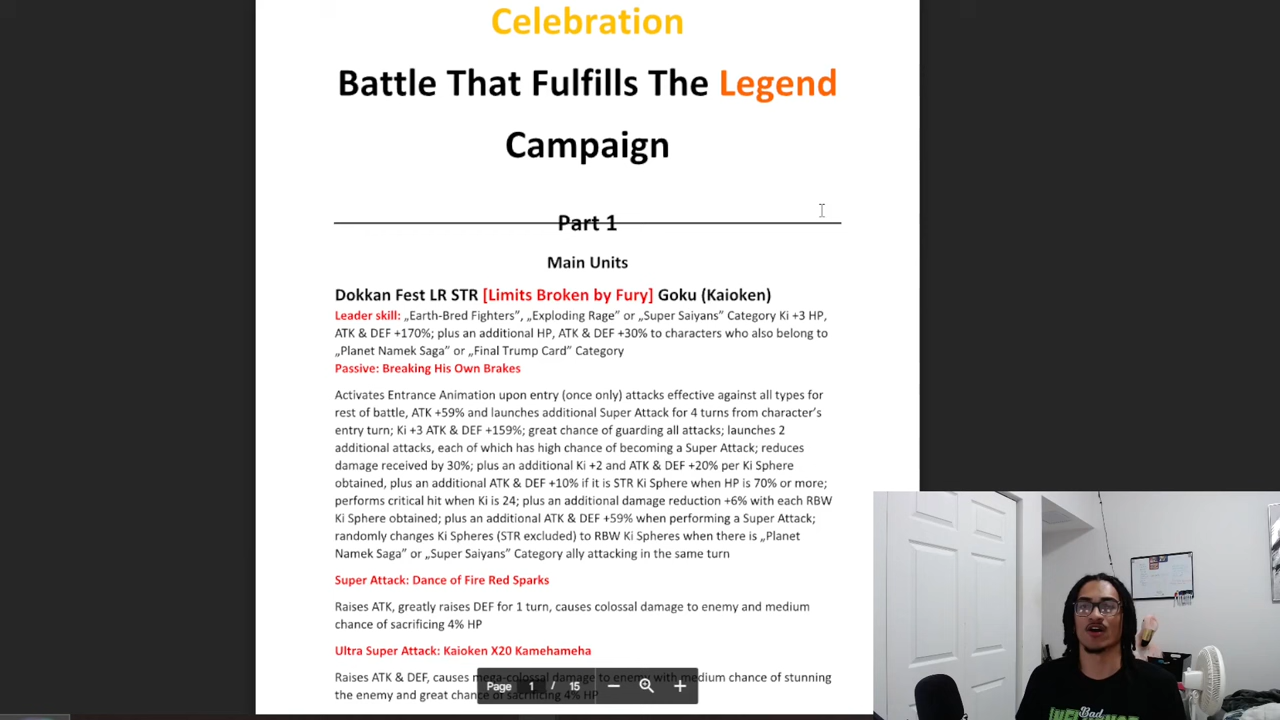 Celebration
Battle That Fulfills The Legend
Campaign
Part 1
Main Units
Dokkan Fest LR STR [Limits Broken by Fury] Goku (Kaioken)
Leader skill: „Earth-Bred Fighters”, „Exploding Rage” or „Super Saiyans” Category Ki +3 HP,
ATK & DEF +170%; plus an additional HP, ATK & DEF +30% to characters who also belong to
„Planet Namek Saga” or „Final Trump Card” Category
Passive: Breaking His Own Brakes
Activates Entrance Animation upon entry (once only) attacks effective against all types for
rest of battle, ATK +59% and launches additional Super Attack for 4 turns from character’s
entry turn; Ki +3 ATK & DEF +159%; great chance of guarding all attacks; launches 2
additional attacks, each of which has high chance of becoming a Super Attack; reduces
damage received by 30%; plus an additional Ki +2 and ATK & DEF +20% per Ki Sphere
obtained, plus an additional ATK & DEF +10% if it is STR Ki Sphere when HP is 70% or more;
performs critical hit when Ki is 24; plus an additional damage reduction +6% with each RBW
Ki Sphere obtained; plus an additional ATK & DEF +59% when performing a Super Attack;
randomly changes Ki Spheres (STR excluded) to RBW Ki Spheres when there is „Planet
Namek Saga” or „Super Saiyans” Category ally attacking in the same turn
Super Attack: Dance of Fire Red Sparks
Raises ATK, greatly raises DEF for 1 turn, causes colossal damage to enemy and medium
chance of sacrificing 4% HP
Ultra Super Attack: Kaioken X20 Kamehameha
Raises ATK & DEF, causes mega-colossal damage to enemy with medium chance of stunning
the enemy and great chance of sacrificing 4% HP
Page 1 / 15
Bad